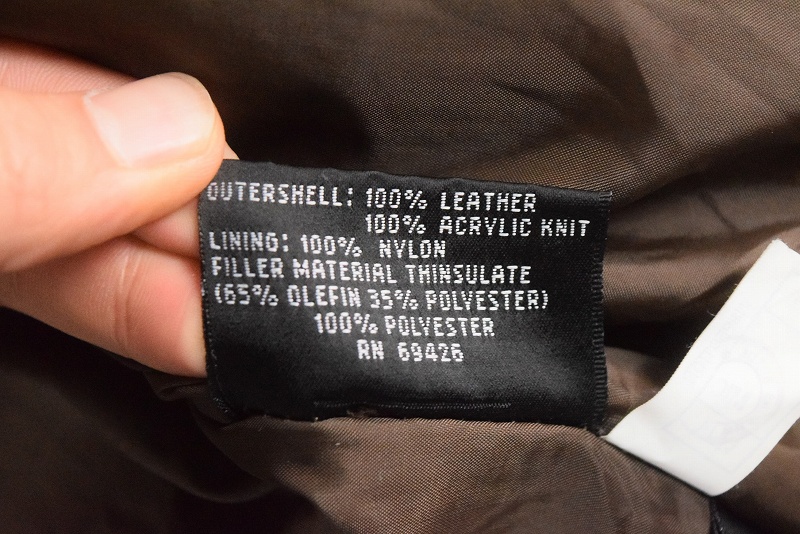 OUTERSHELL: 100% LEATHER
100% ACRYLIC KNIT
LINING: 100% NYLON
FILLER MATERIAL THINSULATE
(65% OLEFIN 35% POLYESTER)
100% POLYESTER
RN 69426